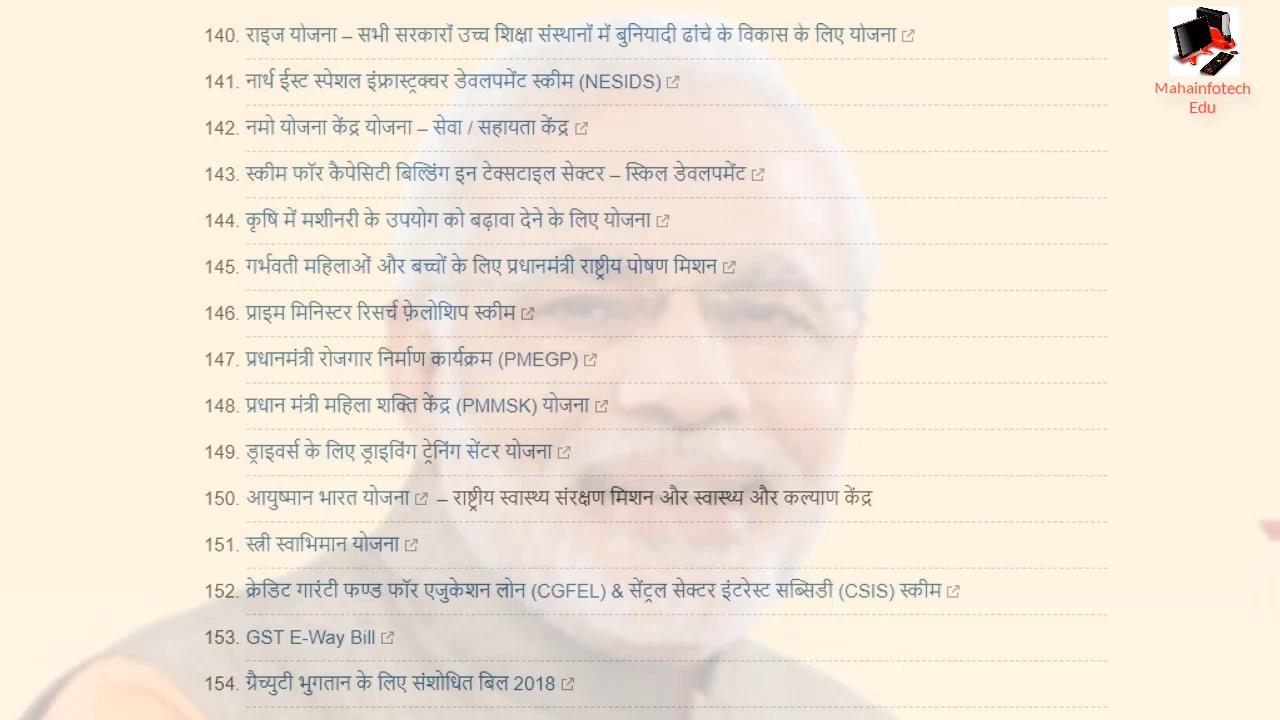 140. राइज योजना – सभी सरकारों उच्च शिक्षा संस्थानों में बुनियादी ढांचे के विकास के लिए योजना
141. नार्थ ईस्ट स्पेशल इंफ्रास्ट्रक्चर डेवलपमेंट स्कीम (NESIDS)
142. नमो योजना केंद्र योजना – सेवा / सहायता केंद्र
143. स्कीम फॉर कैपेसिटी बिल्डिंग इन टेक्सटाइल सेक्टर – स्किल डेवलपमेंट
144. कृषि में मशीनरी के उपयोग को बढ़ावा देने के लिए योजना
145. गर्भवती महिलाओं और बच्चों के लिए प्रधानमंत्री राष्ट्रीय पोषण मिशन
146. प्राइम मिनिस्टर रिसर्च फ़ेलोशिप स्कीम
147. प्रधानमंत्री रोजगार निर्माण कार्यक्रम (PMEGP)
148. प्रधान मंत्री महिला शक्ति केंद्र (PMMSK) योजना
149. ड्राइवर्स के लिए ड्राइविंग ट्रेनिंग सेंटर योजना
150. आयुष्मान भारत योजना – राष्ट्रीय स्वास्थ्य संरक्षण मिशन और स्वास्थ्य और कल्याण केंद्र
151. स्त्री स्वाभिमान योजना
152. क्रेडिट गारंटी फण्ड फॉर एजुकेशन लोन (CGFEL) & सेंट्रल सेक्टर इंटरेस्ट सब्सिडी (CSIS) स्कीम
153. GST E-Way Bill
154. ग्रैच्युटी भुगतान के लिए संशोधित बिल 2018
Mahainfotech
Edu